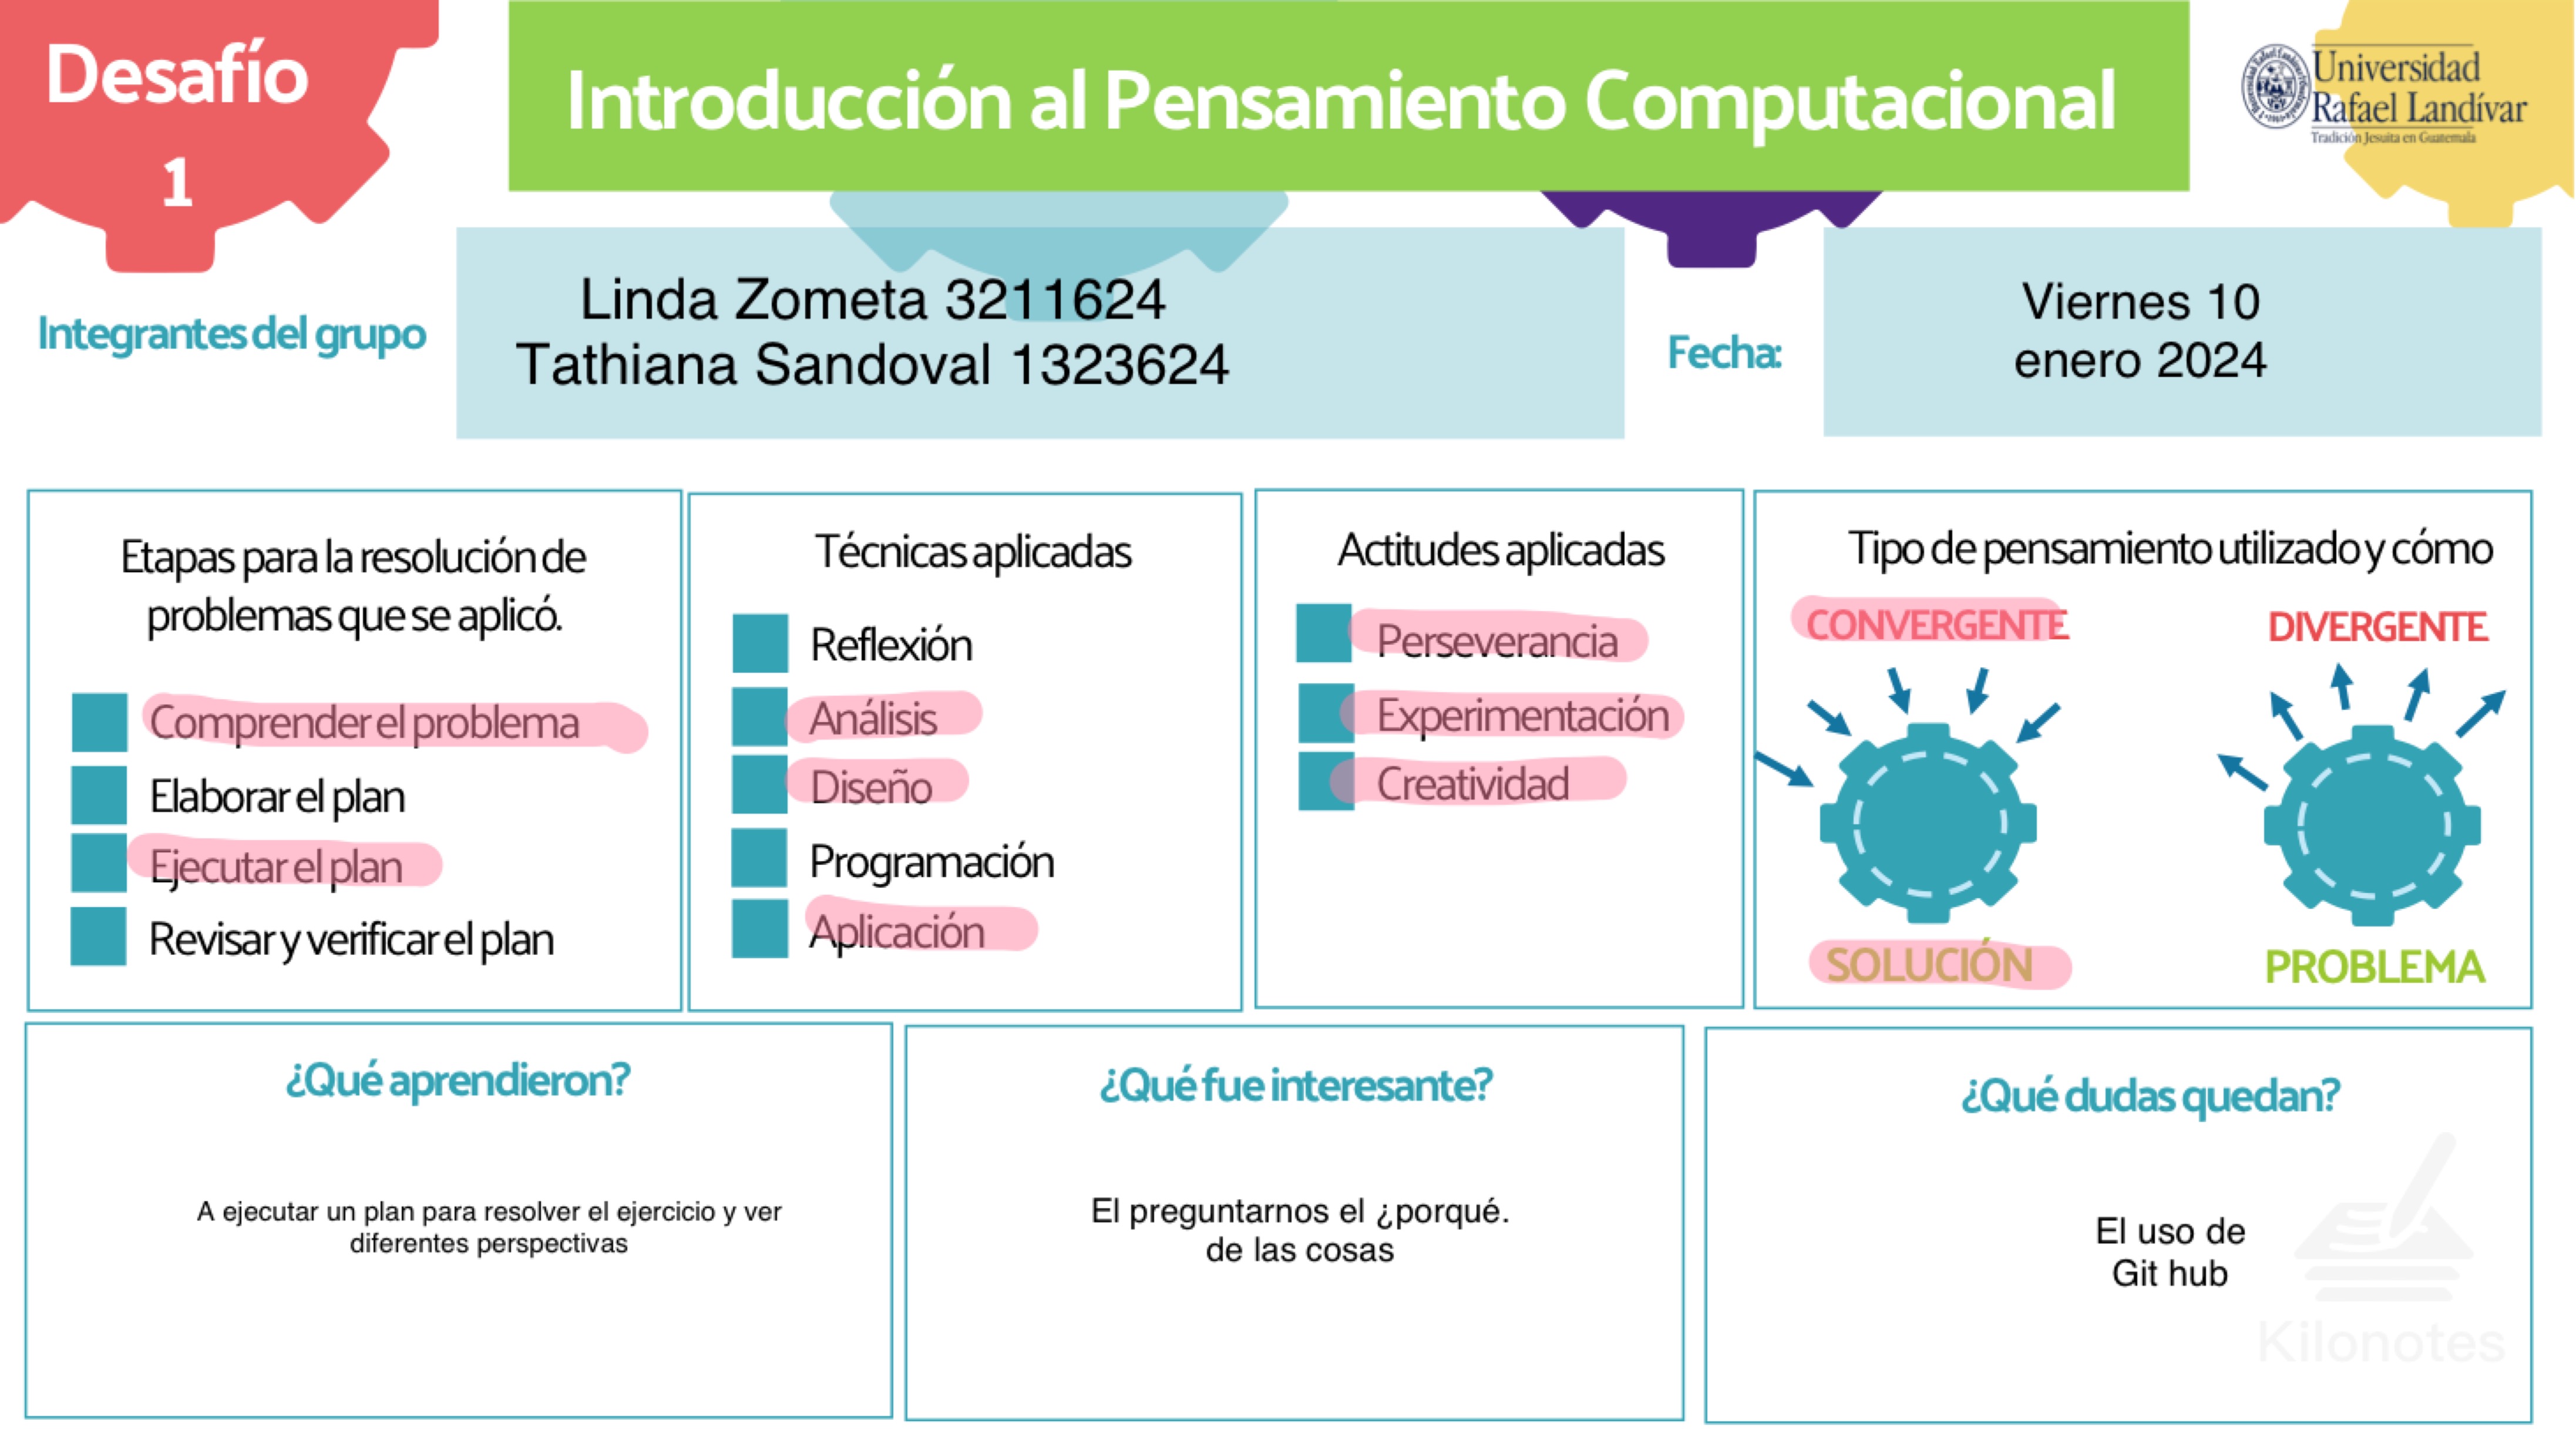 Desafío
1
Introducción al Pensamiento Computacional
Universidad
Rafael Landívar
Tradición Jesuita en Guatemala
Integrantes del grupo
Linda Zometa 3211624
Tathiana Sandoval 1323624
Fecha:
Viernes 10
enero 2024
Etapas para la resolución de
problemas que se aplicó.
Comprender el problema
Elaborar el plan
Ejecutar el plan
Revisar y verificar el plan
Técnicas aplicadas
Reflexión
Análisis
Diseño
Programación
Aplicación
Actitudes aplicadas
Perseverancia
Experimentación
Creatividad
Tipo de pensamiento utilizado y cómo
CONVERGENTE
DIVERGENTE
SOLUCIÓN
PROBLEMA
¿Qué aprendieron?
A ejecutar un plan para resolver el ejercicio y ver
diferentes perspectivas
¿Qué fue interesante?
El preguntarnos el ¿porqué.
de las cosas
¿Qué dudas quedan?
El uso de
Git hub
Kilonotes